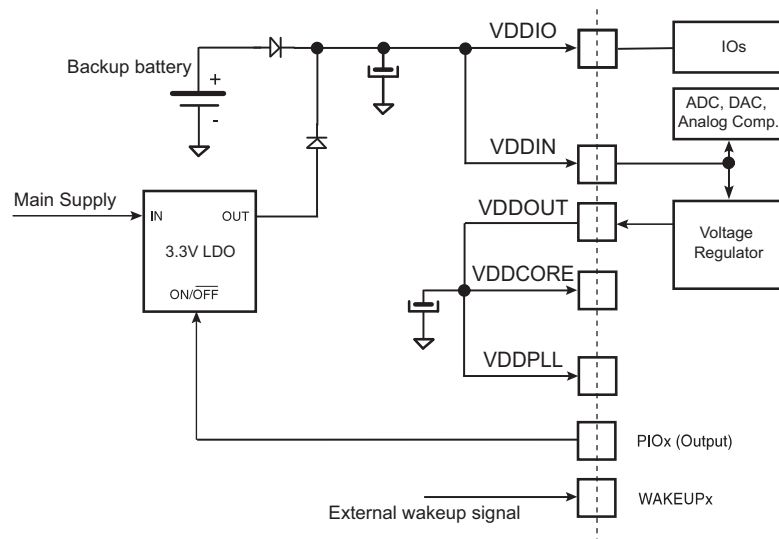 VDDIO
IOs
Backup battery
+
-
ADC, DAC,
Analog Comp.
VDDIN
Main Supply
IN
OUT
3.3V LDO
ON/OFF
VDDOUT
Voltage
Regulator
VDDCORE
VDDPLL
PIOx (Output)
External wakeup signal
WAKEUPx